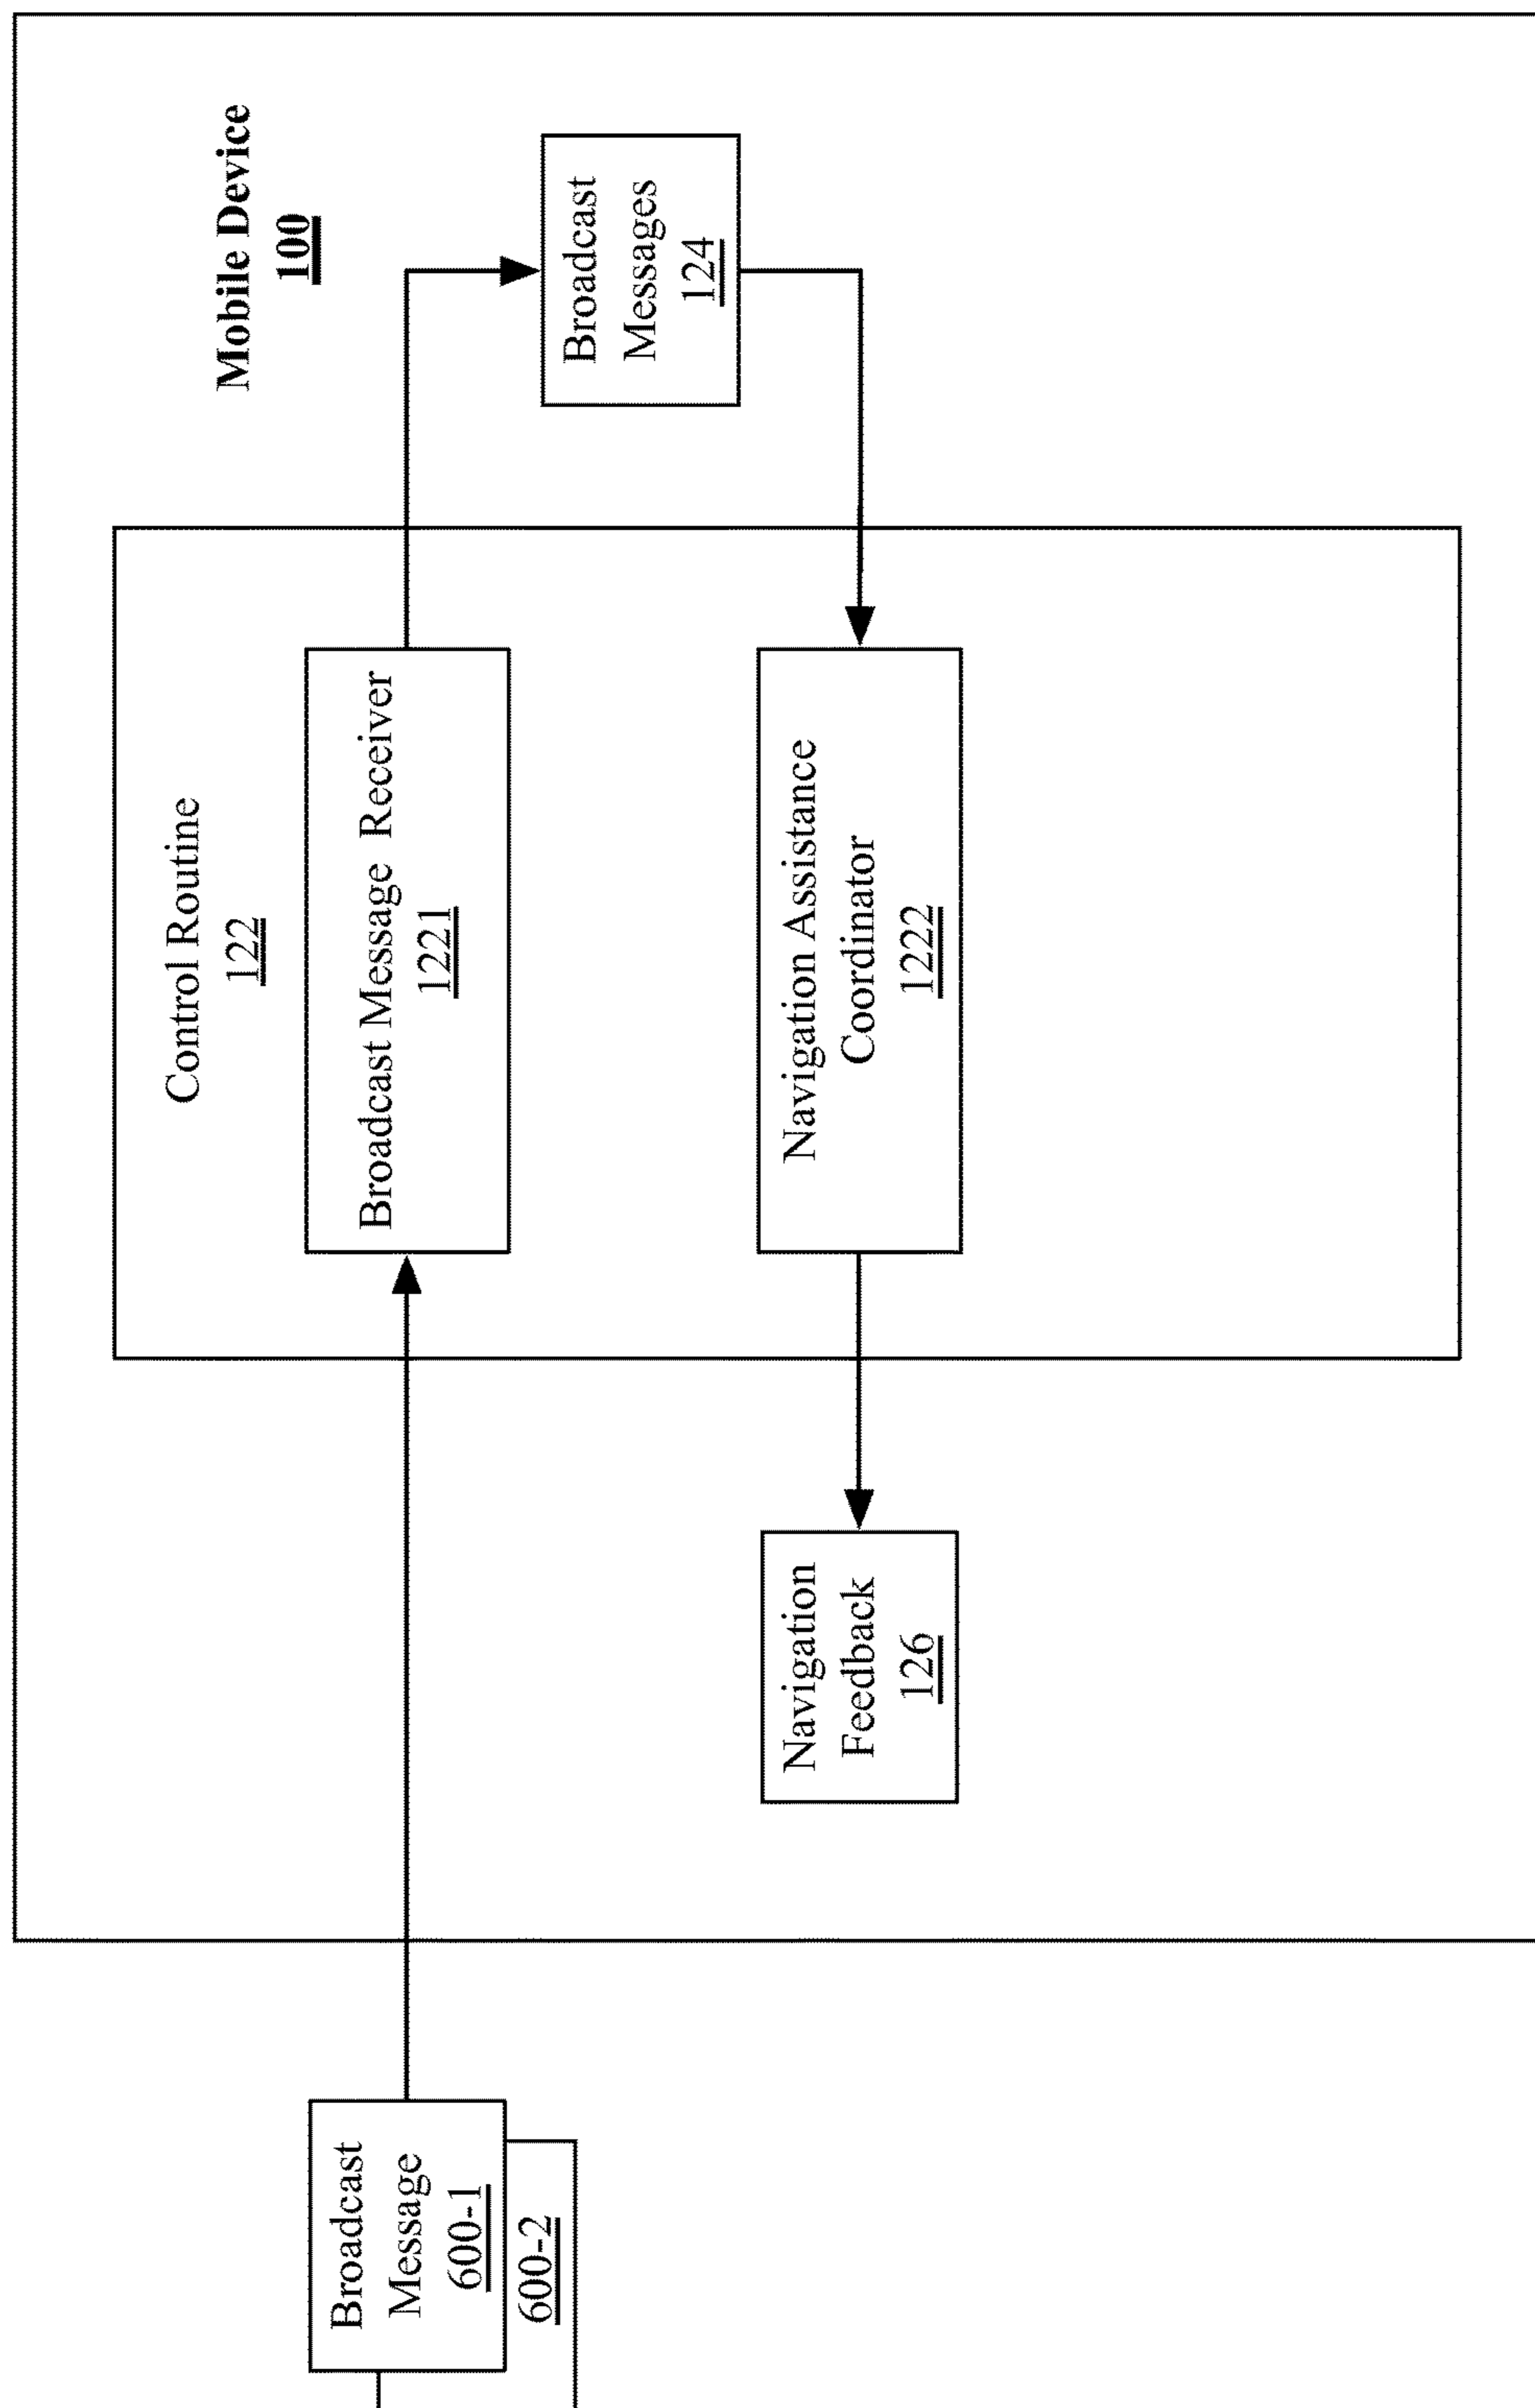 Mobile Device
100
Control Routine
122
Broadcast Message Receiver
1221
Broadcast
Messages
124
Navigation Assistance
Coordinator
1222
Navigation
Feedback
126
Broadcast
Message
600-1
600-2